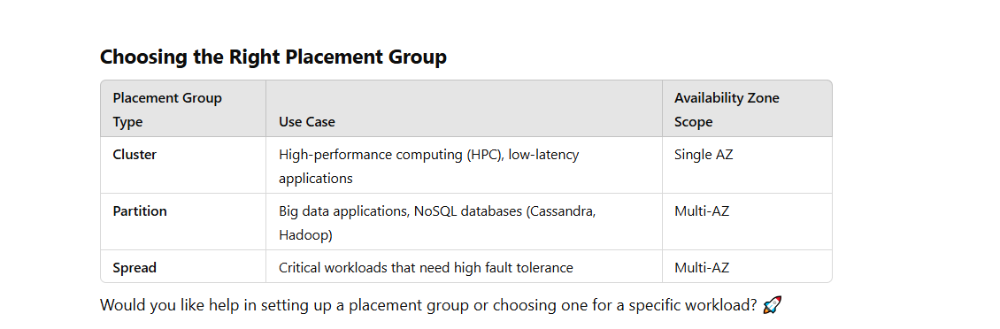 Choosing the Right Placement Group
Placement Group
Type
Use Case
Availability Zone
Scope
Cluster
High-performance computing (HPC), low-latency
applications
Single AZ
Partition
Big data applications, NoSQL databases (Cassandra,
Hadoop)
Multi-AZ
Spread
Critical workloads that need high fault tolerance
Multi-AZ
Would you like help in setting up a placement group or choosing one for a specific workload? 🚀